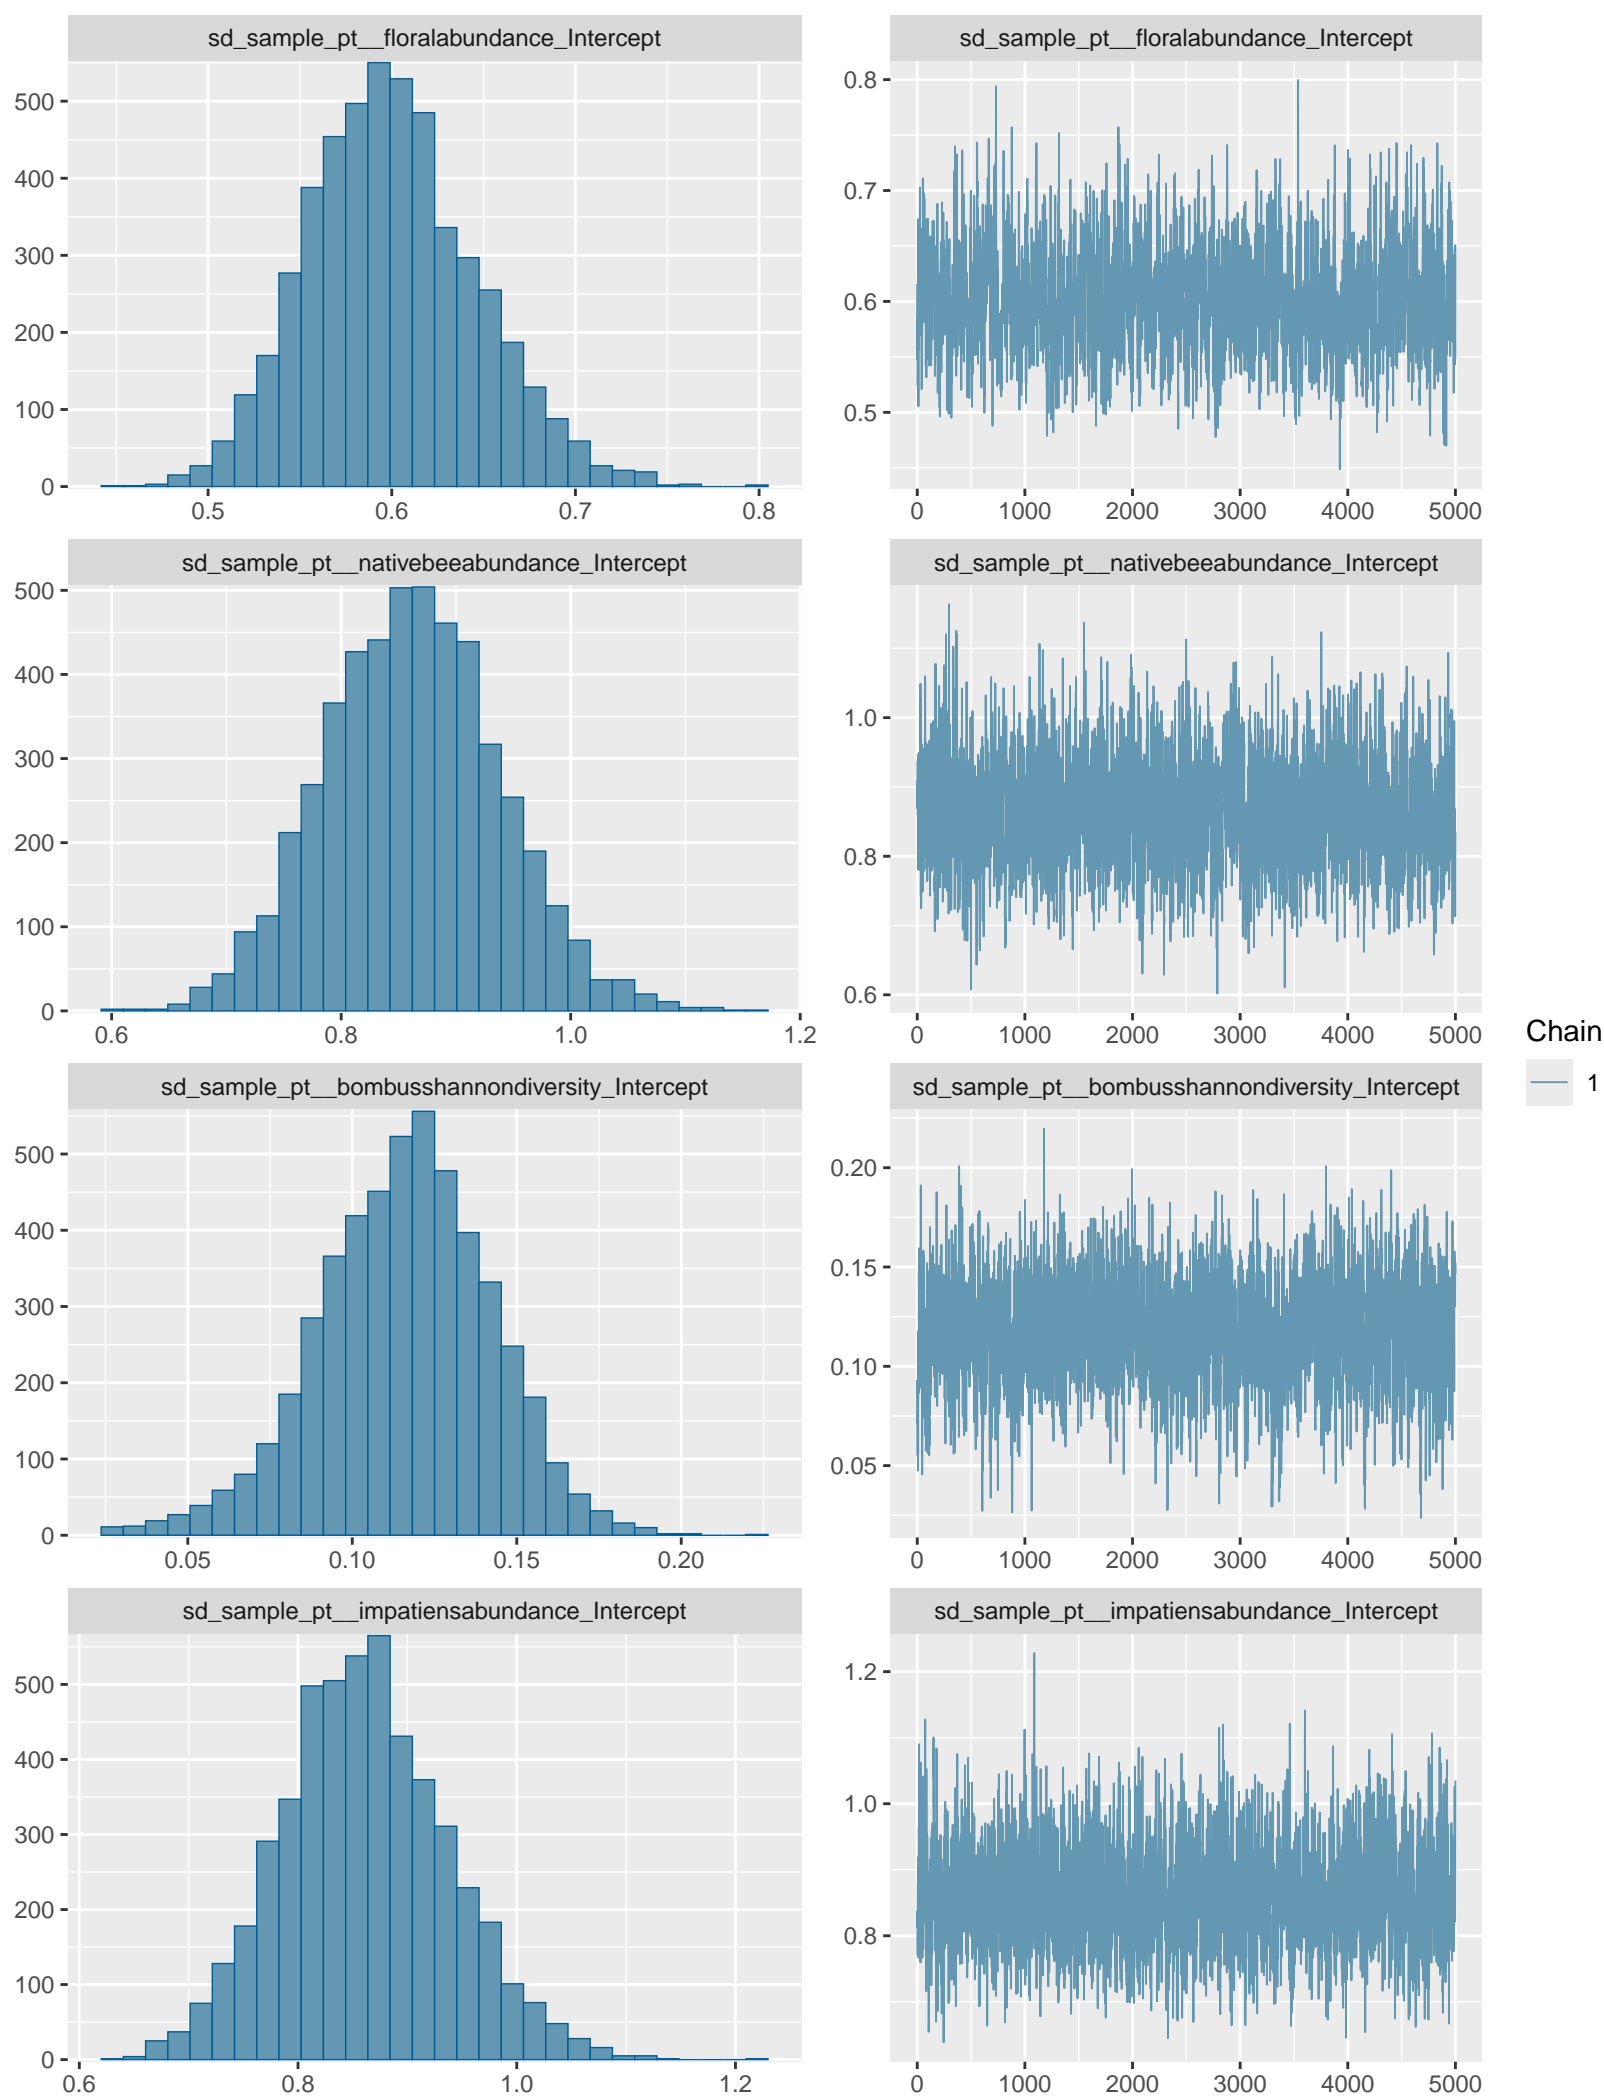 sd_sample_pt__floralabundance_Intercept
sd_sample_pt__floralabundance_Intercept
500
400
300
200
100
0
0.5 0.6 0.7 0.8
0.8
0.7
0.6
0.5
0 1000 2000 3000 4000 5000
sd_sample_pt__nativebeeabundance_Intercept
sd_sample_pt__nativebeeabundance_Intercept
500
400
300
200
100
0
0.6 0.8 1.0 1.2
1.0
0.8
0.6
0 1000 2000 3000 4000 5000
Chain
1
sd_sample_pt__bombusshannondiversity_Intercept
sd_sample_pt__bombusshannondiversity_Intercept
500
400
300
200
100
0
0.05 0.10 0.15 0.20
0.20
0.15
0.10
0.05
0 1000 2000 3000 4000 5000
sd_sample_pt__impatiensabundance_Intercept
sd_sample_pt__impatiensabundance_Intercept
500
400
300
200
100
0
0.6 0.8 1.0 1.2
1.2
1.0
0.8
0 1000 2000 3000 4000 5000